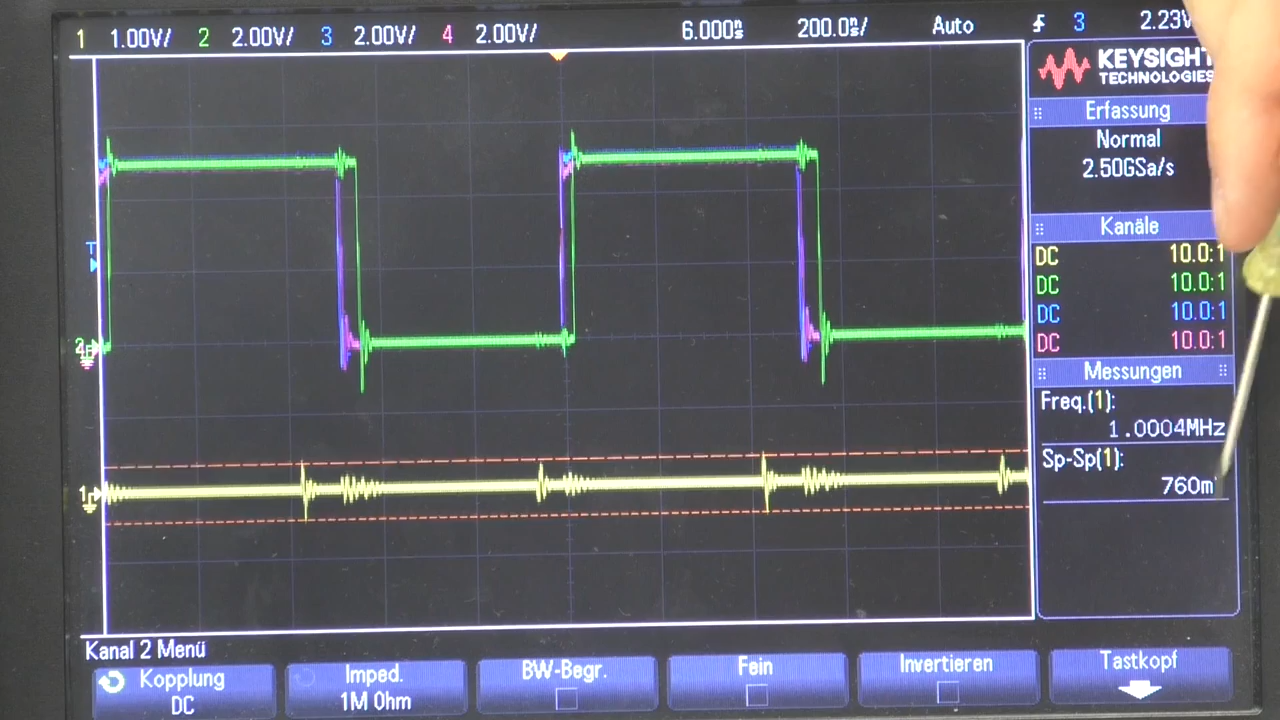 1 1.00V/ 2 2.00V/ 3 2.00V/ 4 2.00V/ 6.000s 200.0s/ Auto 3 2.23V
KEYSIGHT
TECHNOLOGIES
Erfassung
Normal
2.50GSa/s
Kanäle
DC 10.0:1
DC 10.0:1
DC 10.0:1
DC 10.0:1
Messungen
Freq.(1):
1.0004MHz
Sp-Sp(1):
760m
T
2
1
Kanal 2 Menü
Kopplung
DC
Imped.
1M Ohm
BW-Begr.
Fein
Invertieren
Tastkopf